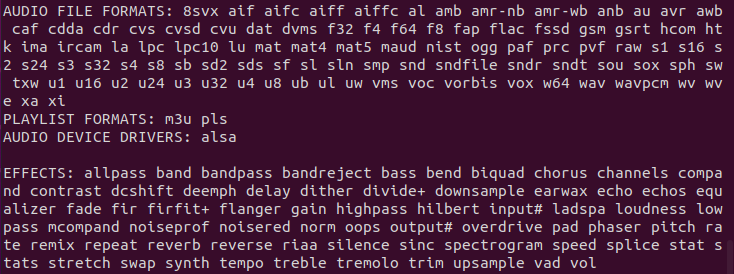 AUDIO FILE FORMATS: 8svx aif aifc aiff aiffc al amb amr-nb amr-wb anb au avr awb
caf cdda cdr cvs cvsd cvu dat dvms f32 f4 f64 f8 fap flac fssd gsm gsrt hcom ht
k ima ircam la lpc lpc10 lu mat mat4 mat5 maud nist ogg paf prc pvf raw s1 s16 s
2 s24 s3 s32 s4 s8 sb sd2 sds sf sl sln smp snd sndfile sndr sndt sou sox sph sw
txw u1 u16 u2 u24 u3 u32 u4 u8 ub ul uw vms voc vorbis vox w64 wav wavpcm wv wv
e xa xi
PLAYLIST FORMATS: m3u pls
AUDIO DEVICE DRIVERS: alsa
EFFECTS: allpass band bandpass bandreject bass bend biquad chorus channels compa
nd contrast dcshift deemph delay dither divide+ downsample earwax echo echos equ
alizer fade fir firfit+ flanger gain highpass hilbert input# ladspa loudness low
pass mcompand noiseprof noisered norm oops output# overdrive pad phaser pitch ra
te remix repeat reverb reverse riaa silence sinc spectrogram speed splice stat s
tats stretch swap synth tempo treble tremolo trim upsample vad vol